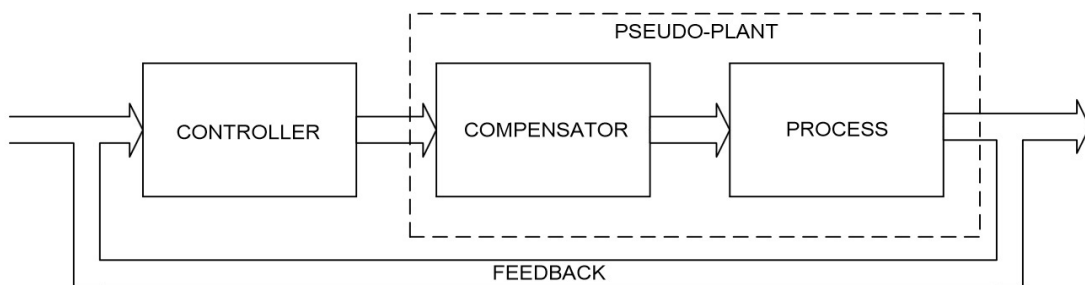 PSEUDO-PLANT
CONTROLLER
COMPENSATOR
PROCESS
FEEDBACK